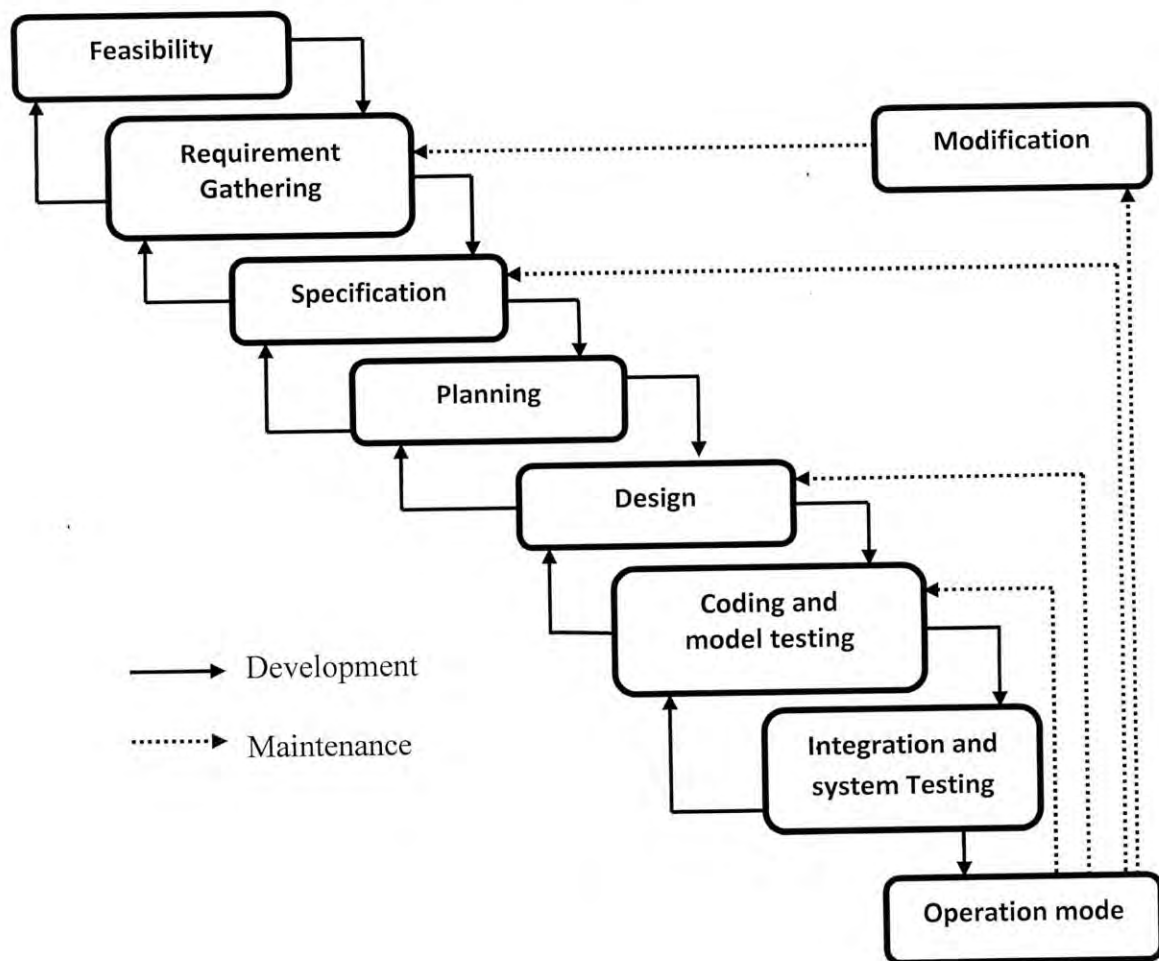 Feasibility
Requirement
Gathering
Modification
Specification
Planning
Design
Coding and
model testing
Development
Maintenance
Integration and
system Testing
Operation mode